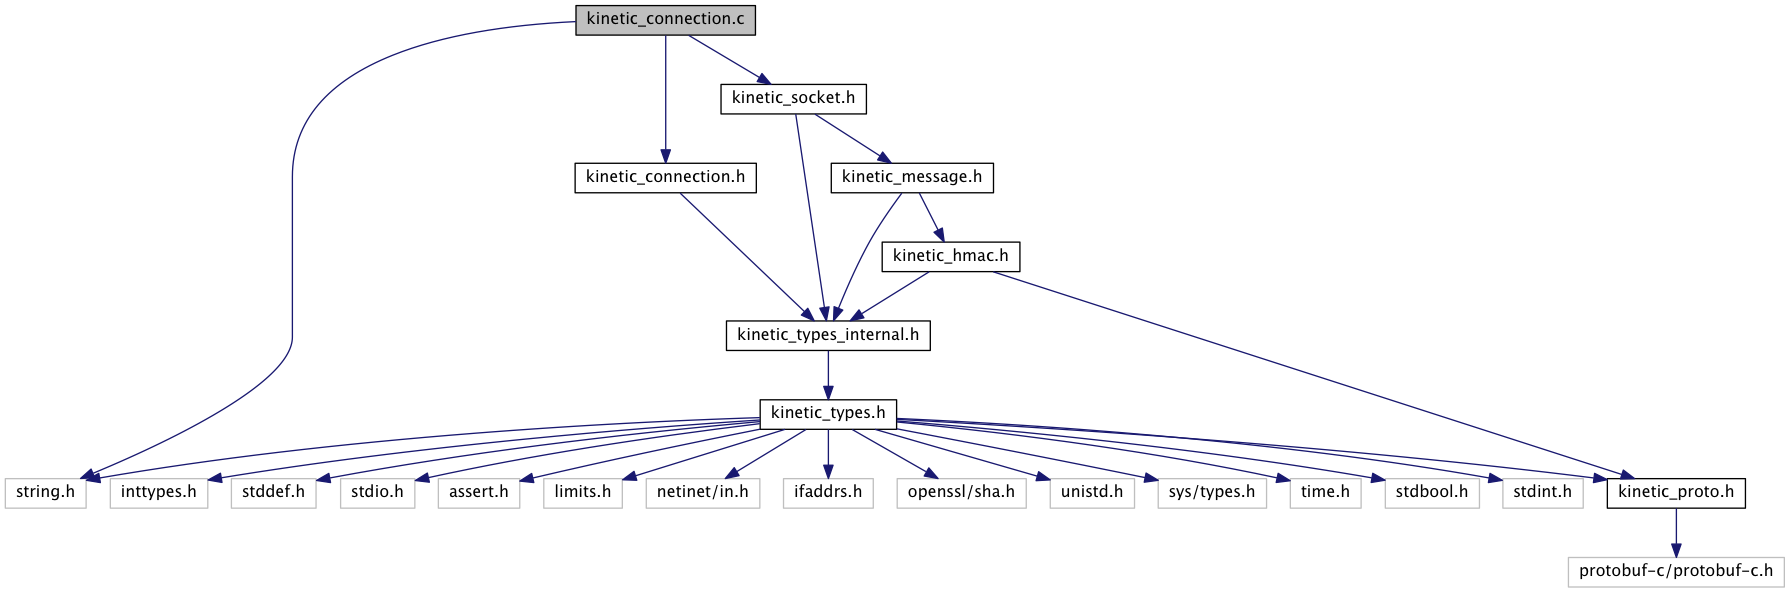 kinetic_connection.c
kinetic_socket.h
kinetic_connection.h
kinetic_message.h
kinetic_hmac.h
kinetic_types_internal.h
kinetic_types.h
string.h
inttypes.h
stddef.h
stdio.h
assert.h
limits.h
netinet/in.h
ifaddrs.h
openssl/sha.h
unistd.h
sys/types.h
time.h
stdbool.h
stdint.h
kinetic_proto.h
protobuf-c/protobuf-c.h